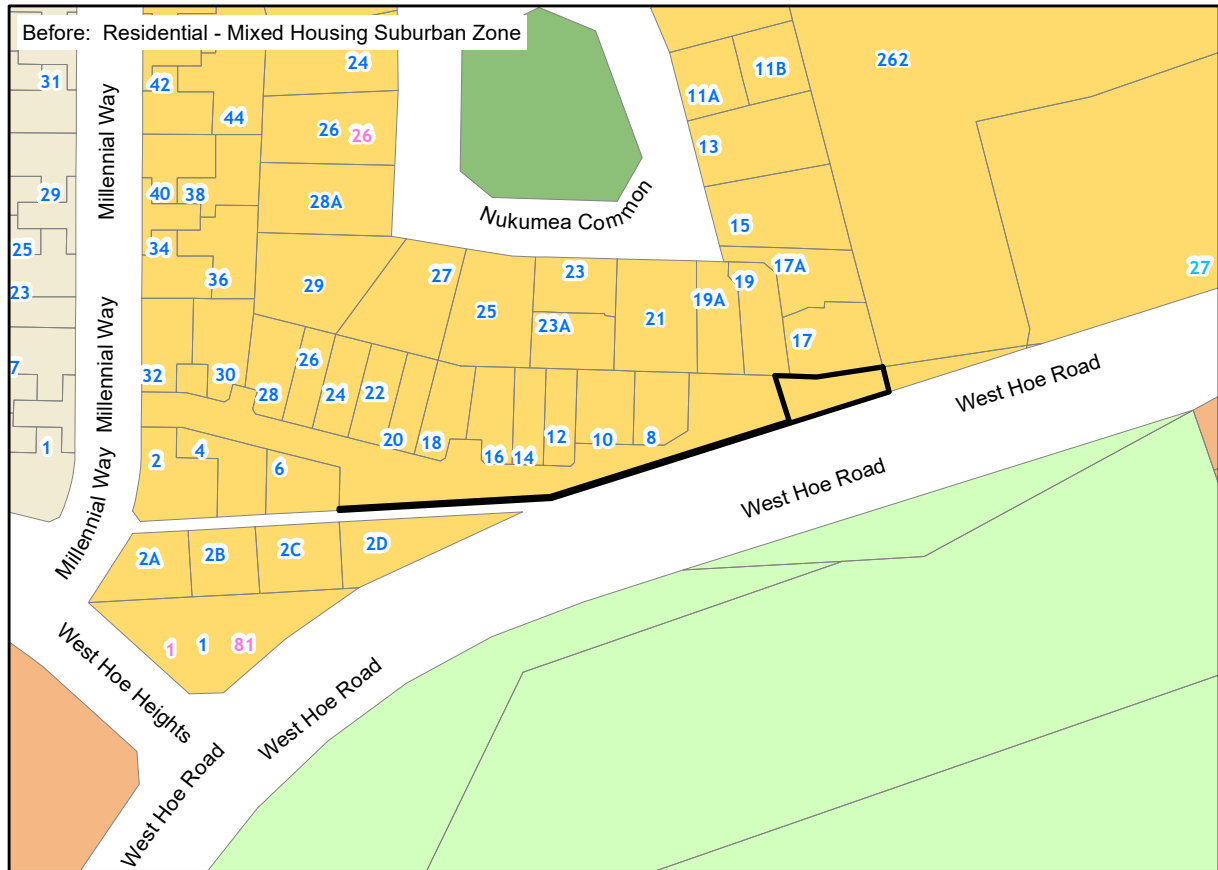 Before: Residential - Mixed Housing Suburban Zone
31
42
24
44
26 26
11A
11B
262
13
Millennial Way
29
40 38
28A
Nukumea Common
15
25
34
36
23
29
27
25
23
23A
21
19A
19
17A
17
27
Millennial Way
7
32
30
28
26
24
22
20
18
16
14
12
10
8
West Hoe Road
1
2
4
6
West Hoe Road
Millennial Way
2A
2B
2C
2D
1 1 81
West Hoe Heights
West Hoe Road
West Hoe Road